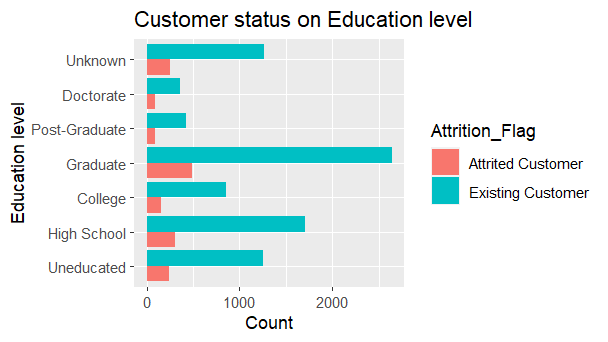 Customer status on Education level
Education level
Unknown
Doctorate
Post-Graduate
Graduate
College
High School
Uneducated
0 1000 2000
Count
Attrition_Flag
Attrited Customer
Existing Customer